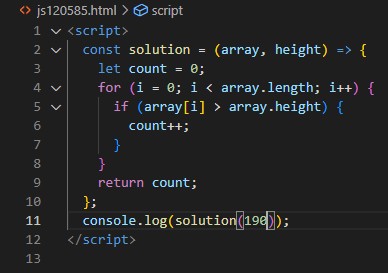 js120585.html > script
1 <script>
2 const solution = (array, height) => {
3 let count = 0;
4 for (i = 0; i < array.length; i++) {
5 if (array[i] > array.height) {
6 count++;
7 }
8 }
9 return count;
10 };
11 console.log(solution(190));
12 </script>
13